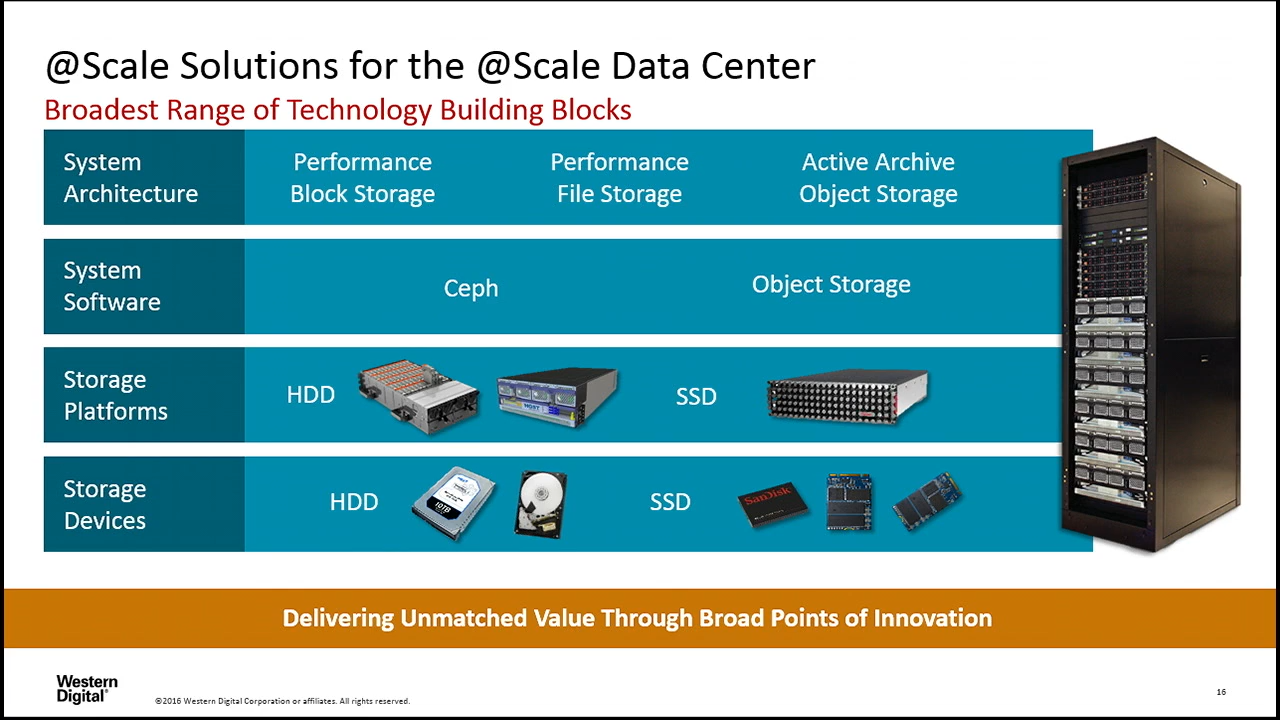 @Scale Solutions for the @Scale Data Center
Broadest Range of Technology Building Blocks
System
Architecture
Performance
Block Storage
Performance
File Storage
Active Archive
Object Storage
System
Software
Ceph
Object Storage
Storage
Platforms
HDD
SSD
Storage
Devices
HDD
10TB
SSD
SanDisk
Delivering Unmatched Value Through Broad Points of Innovation
Western
Digital®
©2016 Western Digital Corporation or affiliates. All rights reserved.
16